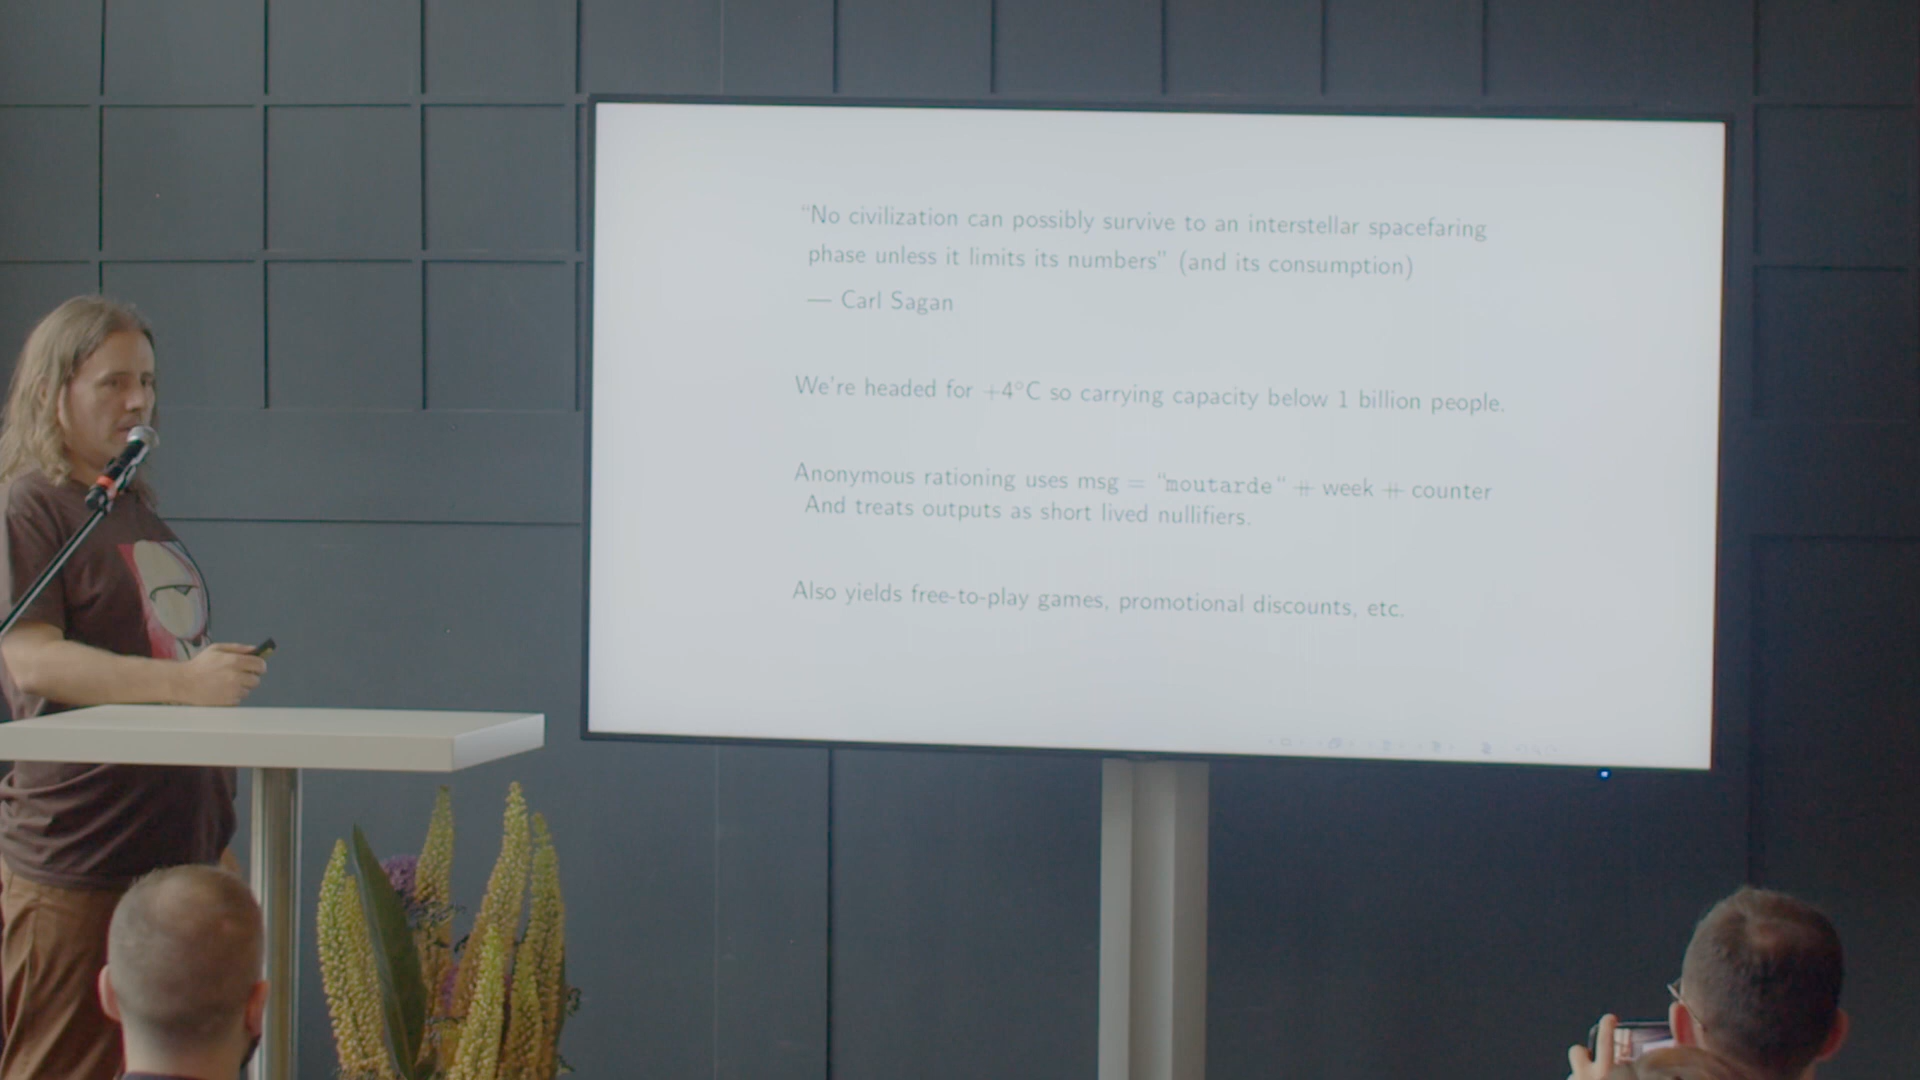 “No civilization can possibly survive to an interstellar spacefaring
phase unless it limits its numbers” (and its consumption)
— Carl Sagan
We're headed for +4°C so carrying capacity below 1 billion people.
Anonymous rationing uses msg = “moutarde“ ⧺ week ⧺ counter
And treats outputs as short lived nullifiers.
Also yields free-to-play games, promotional discounts, etc.